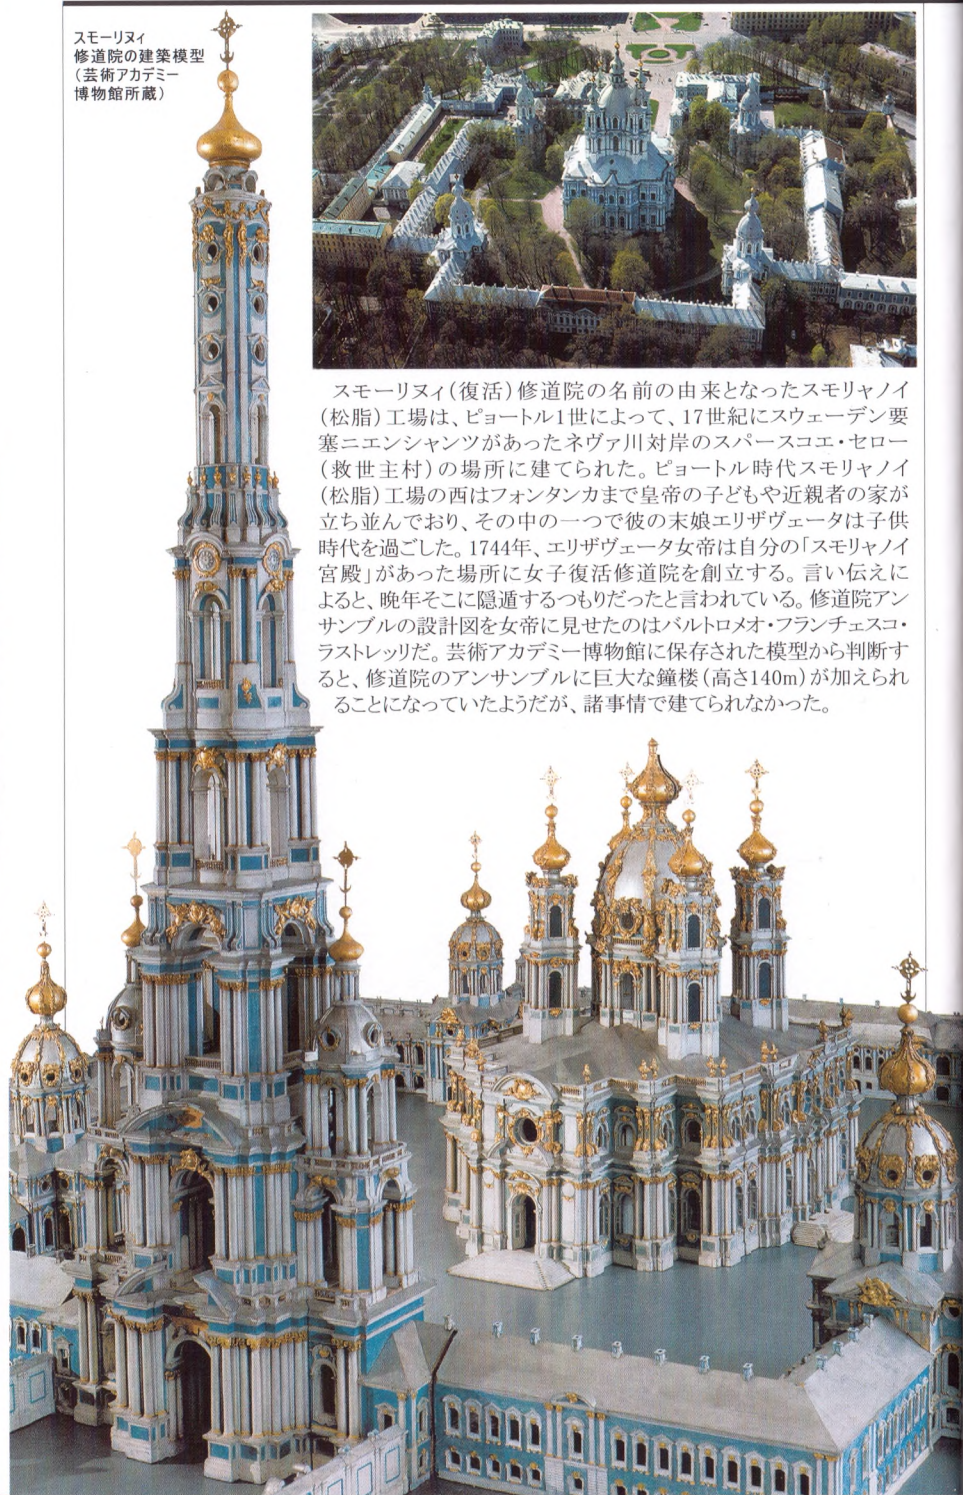 スモーリヌィ
修道院の建築模型
(芸術アカデミー
博物館所蔵)
スモーリヌィ(復活)修道院の名前の由来となったスモリャノイ
(松脂)工場は、ピョートル1世によって、17世紀にスウェーデン要
塞ニエンシャンツがあったネヴァ川対岸のスパースコエ・セロー
(救世主村)の場所に建てられた。ピョートル時代スモリャノイ
(松脂)工場の西はフォンタンカまで皇帝の子どもや近親者の家が
立ち並んでおり、その中の一つで彼の末娘エリザヴェータは子供
時代を過ごした。1744年、エリザヴェータ女帝は自分の「スモリャノイ
宮殿」があった場所に女子復活修道院を創立する。言い伝えに
よると、晩年そこに隠遁するつもりだったと言われている。修道院アン
サンブルの設計図を女帝に見せたのはバルトロメオ・フランチェスコ・
ラストレッリだ。芸術アカデミー博物館に保存された模型から判断す
ると、修道院のアンサンブルに巨大な鐘楼(高さ140m)が加えられ
ることになっていたようだが、諸事情で建てられなかった。